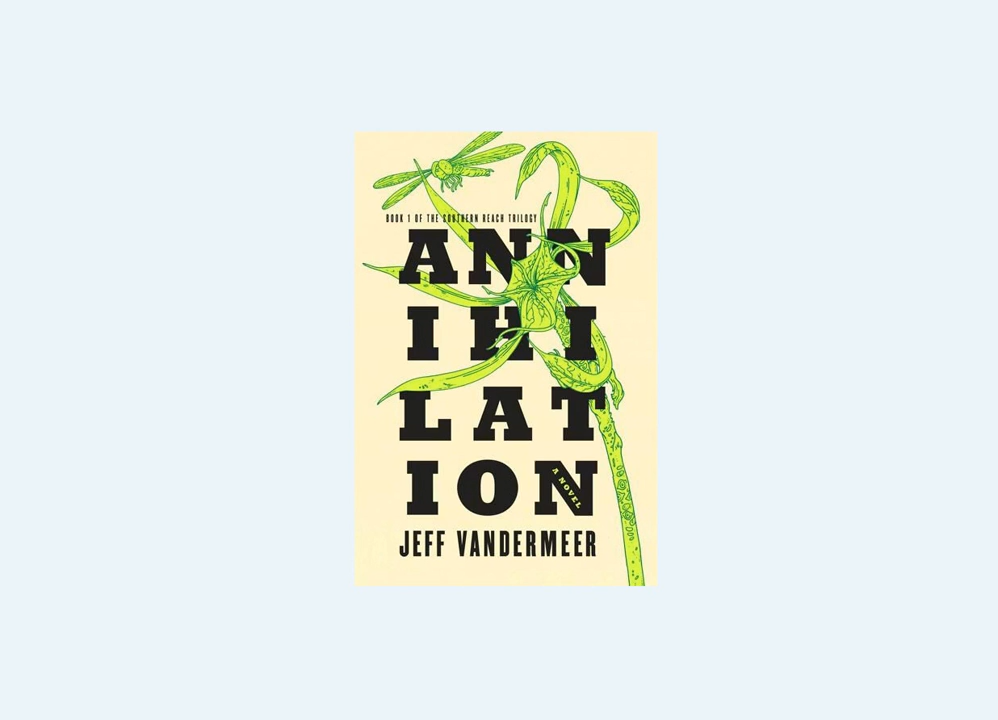 BOOK 1 OF THE SOUTHERN REACH TRILOGY
ANN
IHI
LAT
ION
A NOVEL
JEFF VANDERMEER